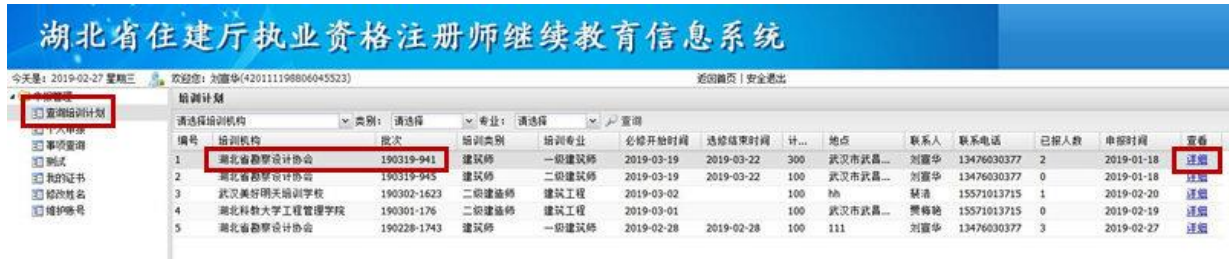 湖北省住建厅执业资格注册师继续教育信息系统
今天是：2019-02-27 星期三 欢迎您：刘宣华(420111198806045523) 返回首页 | 安全退出
申报管理 培训计划
查询培训计划 请选择培训机构 类别： 请选择 专业： 请选择 查询
个人申报 编号 培训机构 批次 培训类别 培训专业 必修开始时间 选修结束时间 计... 地点 联系人 联系电话 已报人数 申报时间 查看
事项查询 1 湖北省勘察设计协会 190319-941 建筑师 一级建筑师 2019-03-19 2019-03-22 300 武汉市武昌... 刘宣华 13476030377 2 2019-01-18 详细
测试 2 湖北省勘察设计协会 190319-945 建筑师 二级建筑师 2019-03-19 2019-03-22 100 武汉市武昌... 刘宣华 13476030377 0 2019-01-18 详细
我的证书 3 武汉美好明天培训学校 190302-1623 二级建造师 建筑工程 2019-03-02 100 hh 15571013715 1 2019-02-20 详细
修改姓名 4 湖北科教大学工程管理学院 190301-176 二级建造师 建筑工程 2019-03-01 100 武汉市武昌... 15571013715 0 2019-02-19 详细
维护账号 5 湖北省勘察设计协会 190228-1743 建筑师 一级建筑师 2019-02-28 2019-02-28 100 111 刘宣华 13476030377 3 2019-02-27 详细